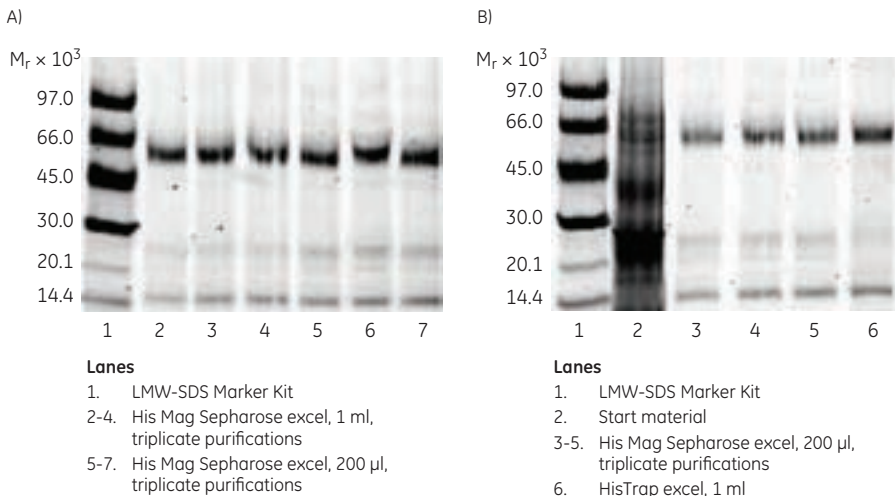 A)
M_r × 10³
97.0
66.0
45.0
30.0
20.1
14.4
1 2 3 4 5 6 7
Lanes
1. LMW-SDS Marker Kit
2-4. His Mag Sepharose excel, 1 ml,
triplicate purifications
5-7. His Mag Sepharose excel, 200 µl,
triplicate purifications
B)
M_r × 10³
97.0
66.0
45.0
30.0
20.1
14.4
1 2 3 4 5 6
Lanes
1. LMW-SDS Marker Kit
2. Start material
3-5. His Mag Sepharose excel, 200 µl,
triplicate purifications
6. HisTrap excel, 1 ml